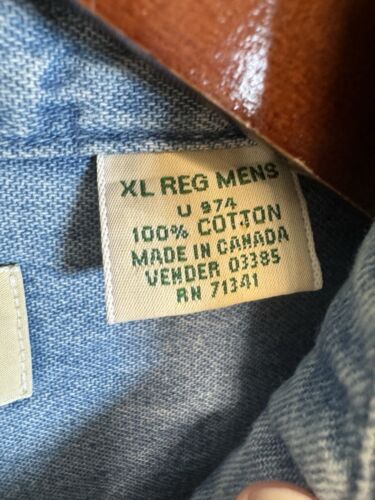 XL REG MENS
U 974
100% COTTON
MADE IN CANADA
VENDER 03385
RN 71341